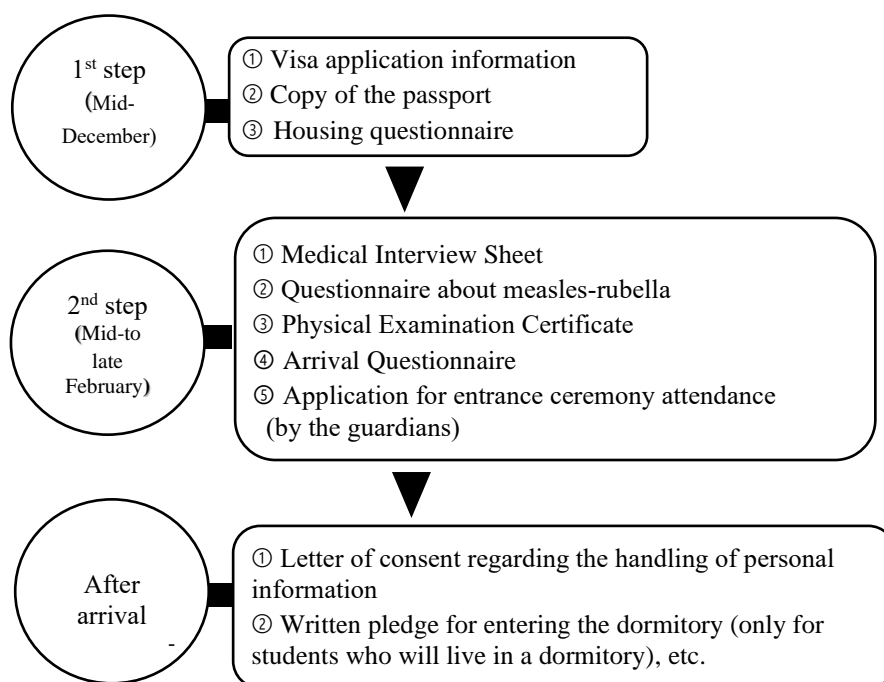 1st step
(Mid-
December)
① Visa application information
② Copy of the passport
③ Housing questionnaire
2nd step
(Mid-to
late
February)
① Medical Interview Sheet
② Questionnaire about measles-rubella
③ Physical Examination Certificate
④ Arrival Questionnaire
⑤ Application for entrance ceremony attendance
(by the guardians)
After
arrival
-
① Letter of consent regarding the handling of personal
information
② Written pledge for entering the dormitory (only for
students who will live in a dormitory), etc.